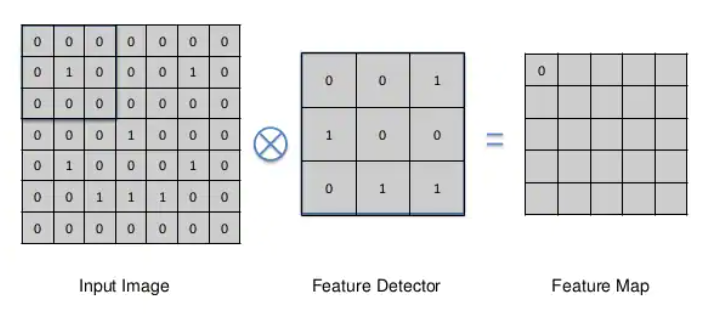 0 0 0 0 0 0 0
0 1 0 0 0 1 0
0 0 0 0 0 0 0
0 0 0 1 0 0 0
0 1 0 0 0 1 0
0 0 1 1 1 0 0
0 0 0 0 0 0 0
0 0 1
1 0 0
0 1 1
=
0
Input Image
Feature Detector
Feature Map